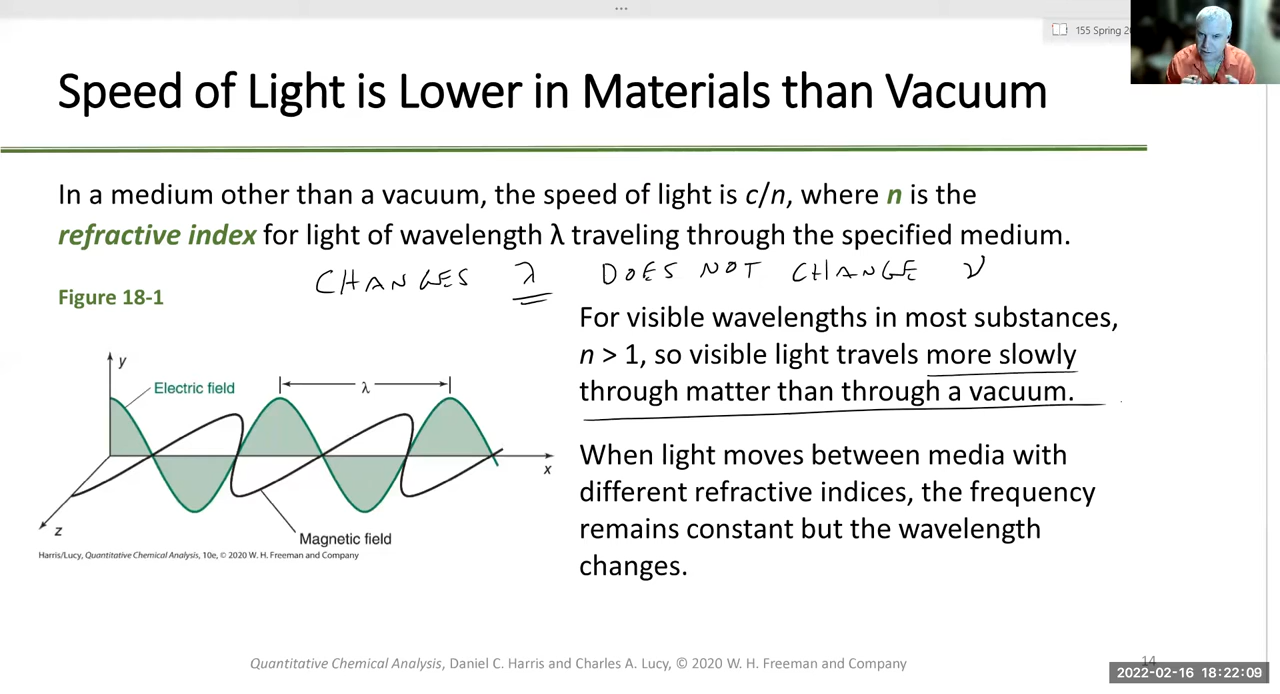 ...
155 Spring 20
Speed of Light is Lower in Materials than Vacuum
In a medium other than a vacuum, the speed of light is c/n, where n is the
refractive index for light of wavelength λ traveling through the specified medium.
CHANGES λ DOES NOT CHANGE ν
Figure 18-1
For visible wavelengths in most substances,
n > 1, so visible light travels more slowly
through matter than through a vacuum.
y
Electric field
λ
x
z
Magnetic field
Harris/Lucy, Quantitative Chemical Analysis, 10e, © 2020 W. H. Freeman and Company
When light moves between media with
different refractive indices, the frequency
remains constant but the wavelength
changes.
Quantitative Chemical Analysis, Daniel C. Harris and Charles A. Lucy, © 2020 W. H. Freeman and Company
14
2022-02-16 18:22:09